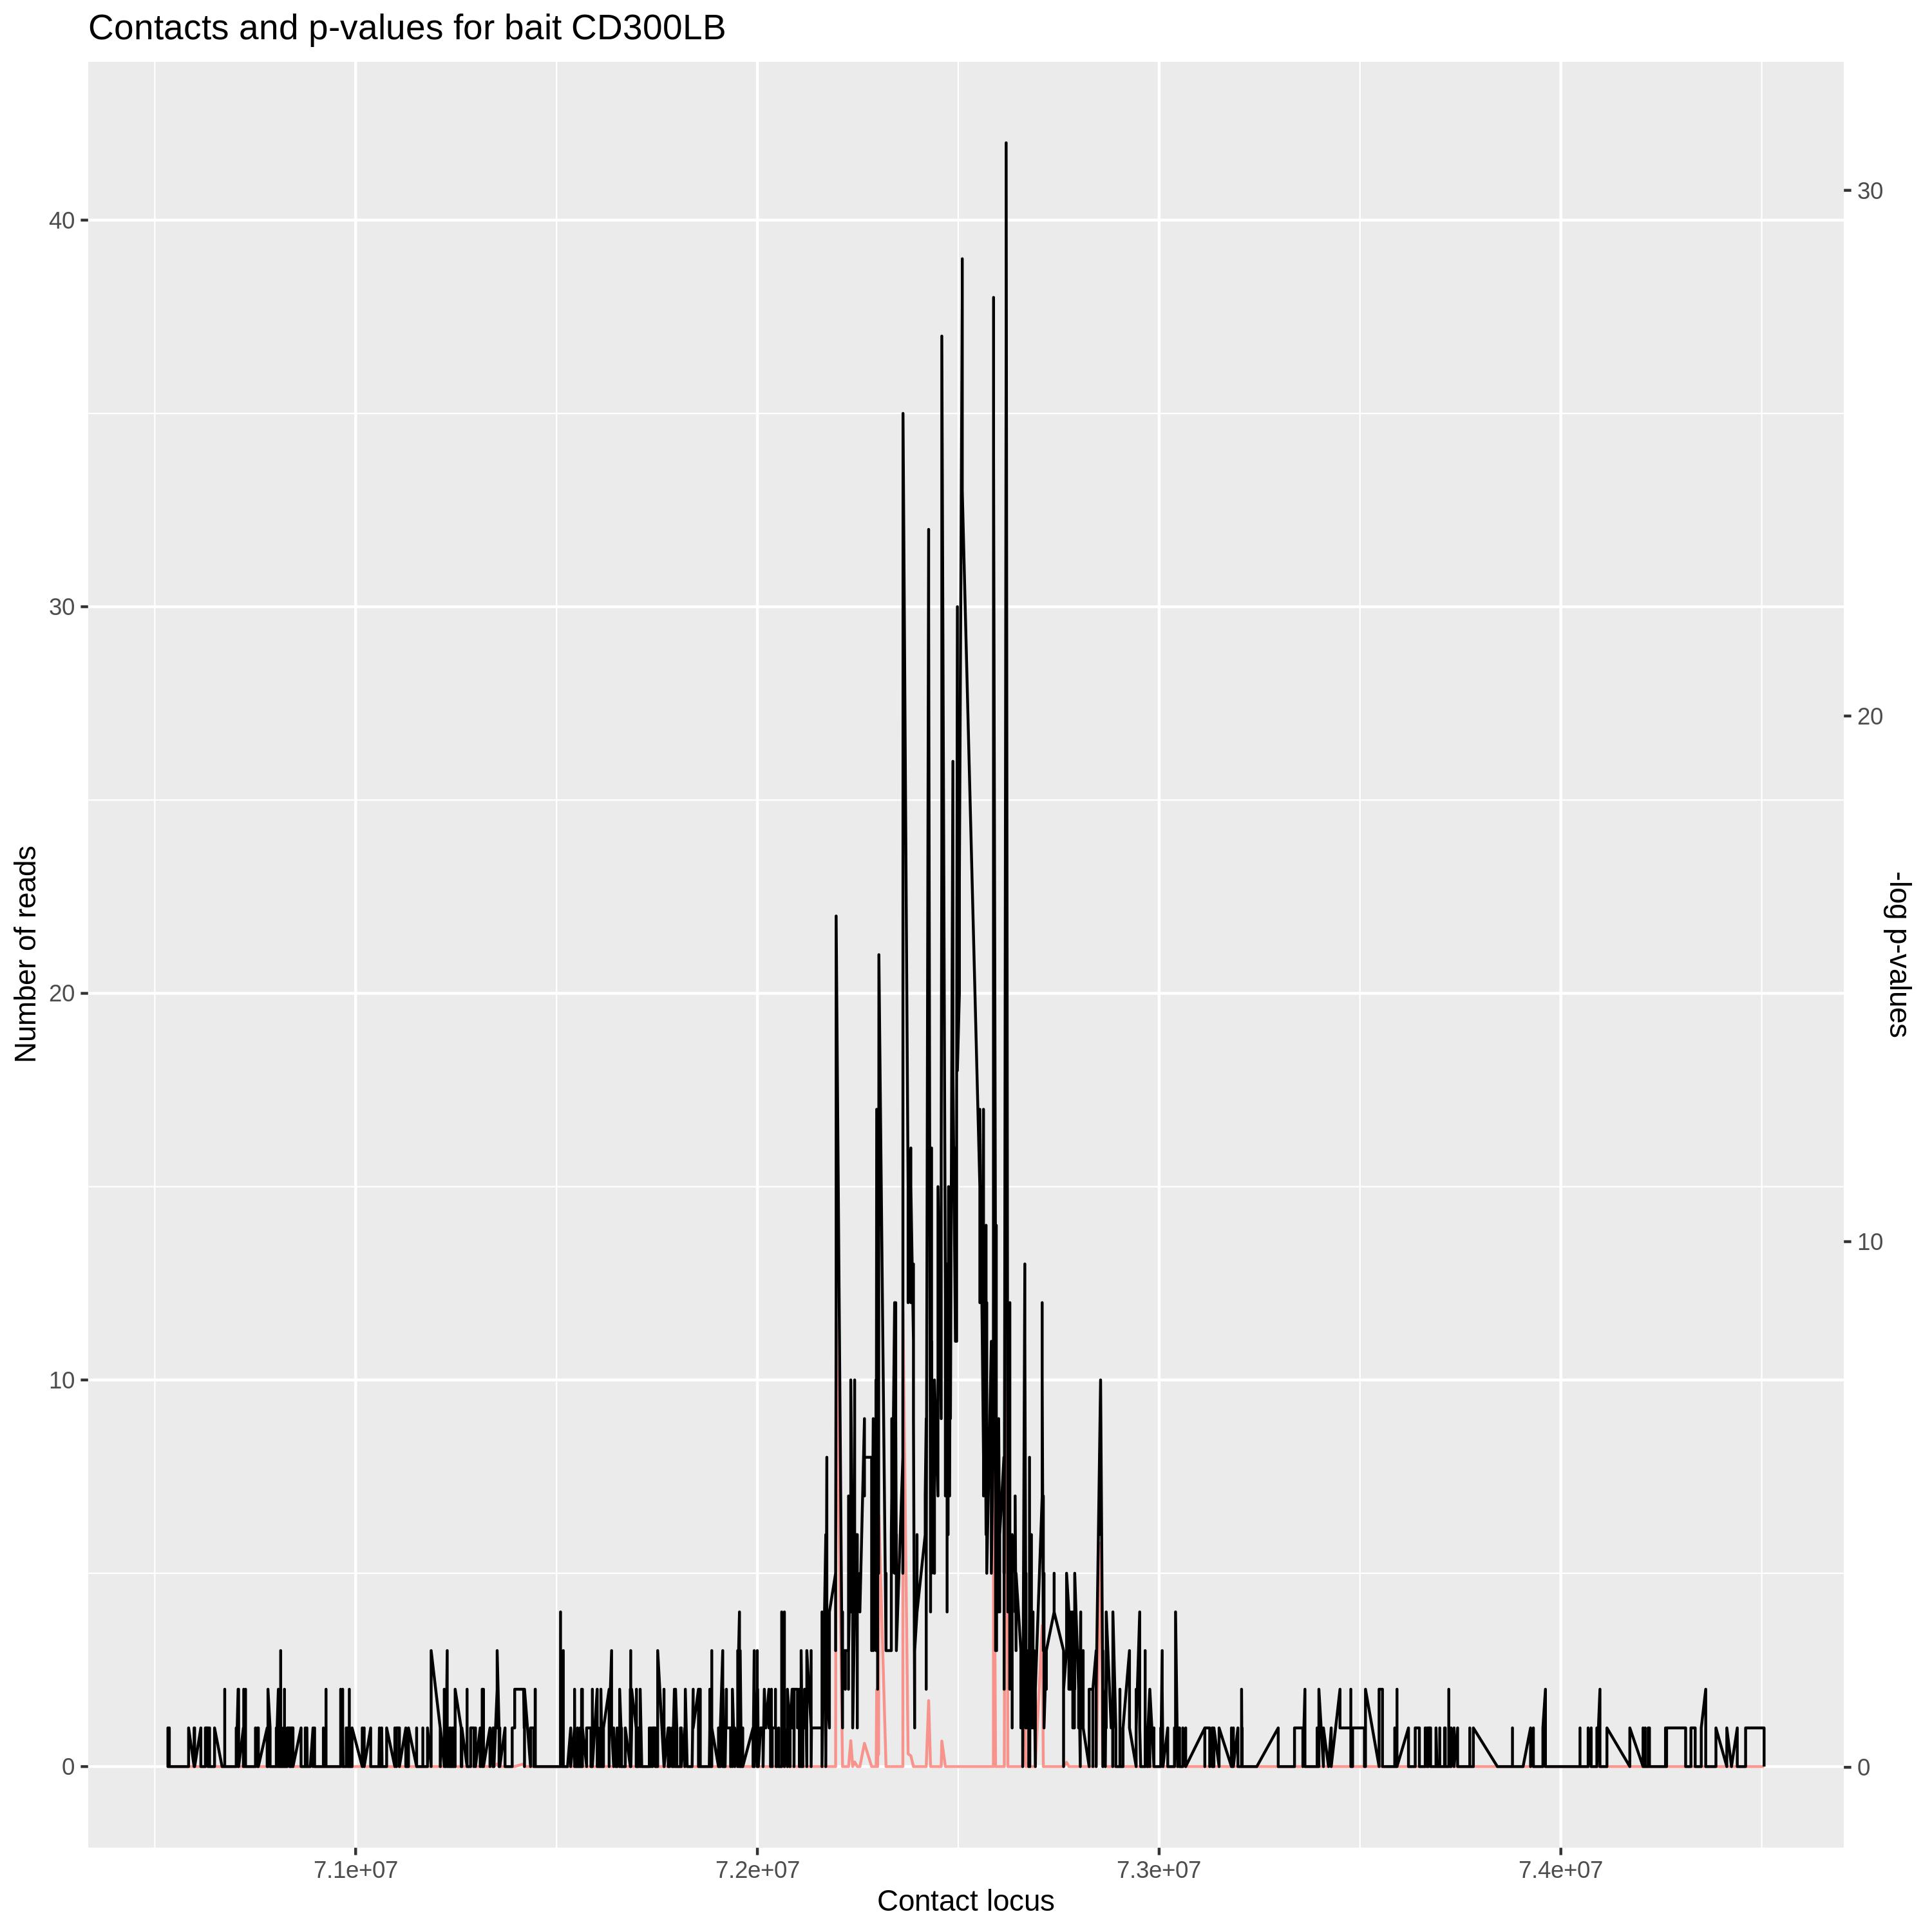 Contacts and p-values for bait CD300LB
40
30
20
10
0
Number of reads
30
20
10
0
-log p-values
7.1e+07 7.2e+07 7.3e+07 7.4e+07
Contact locus